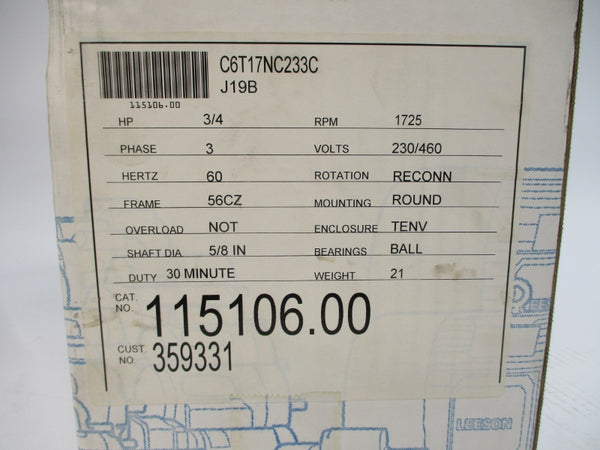 C6T17NC233C
J19B
115106.00
HP 3/4 RPM 1725
PHASE 3 VOLTS 230/460
HERTZ 60 ROTATION RECONN
FRAME 56CZ MOUNTING ROUND
OVERLOAD NOT ENCLOSURE TENV
SHAFT DIA 5/8 IN BEARINGS BALL
DUTY 30 MINUTE WEIGHT 21
CAT. NO. 115106.00
CUST NO. 359331
LEESON